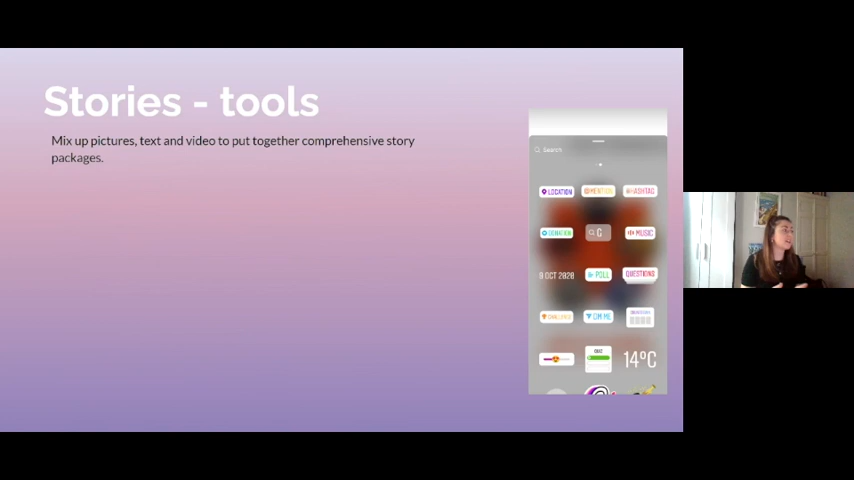 Stories - tools
Mix up pictures, text and video to put together comprehensive story
packages.
Search
LOCATION @MENTION #HASHTAG
DONATION MUSIC
9 OCT 2020 POLL QUESTIONS
CHALLENGE DM ME
QUIZ 14°C